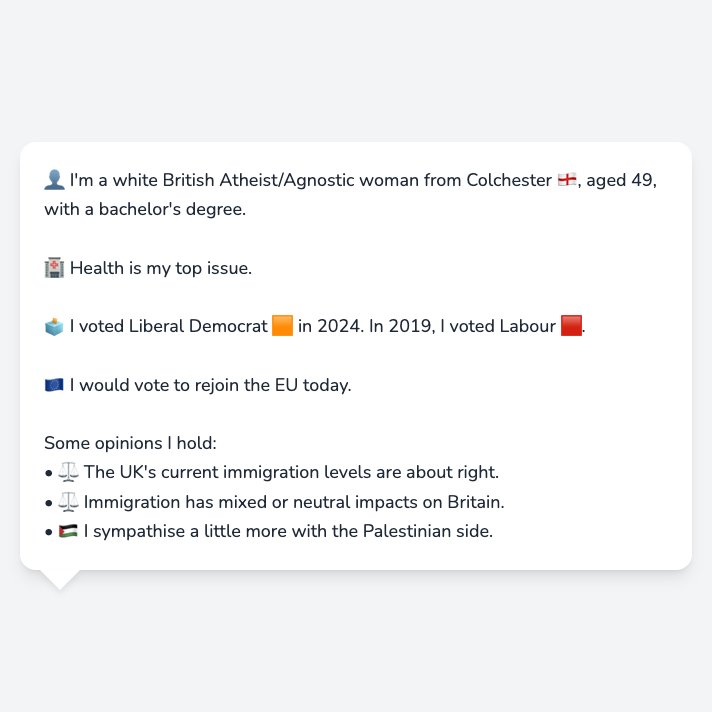 👤 I'm a white British Atheist/Agnostic woman from Colchester 🏴󠁧󠁢󠁥󠁮󠁧󠁿, aged 49,
with a bachelor's degree.
🏥 Health is my top issue.
🗳️ I voted Liberal Democrat 🟧 in 2024. In 2019, I voted Labour 🟥.
🇪🇺 I would vote to rejoin the EU today.
Some opinions I hold:
• ⚖️ The UK's current immigration levels are about right.
• ⚖️ Immigration has mixed or neutral impacts on Britain.
• 🇵🇸 I sympathise a little more with the Palestinian side.